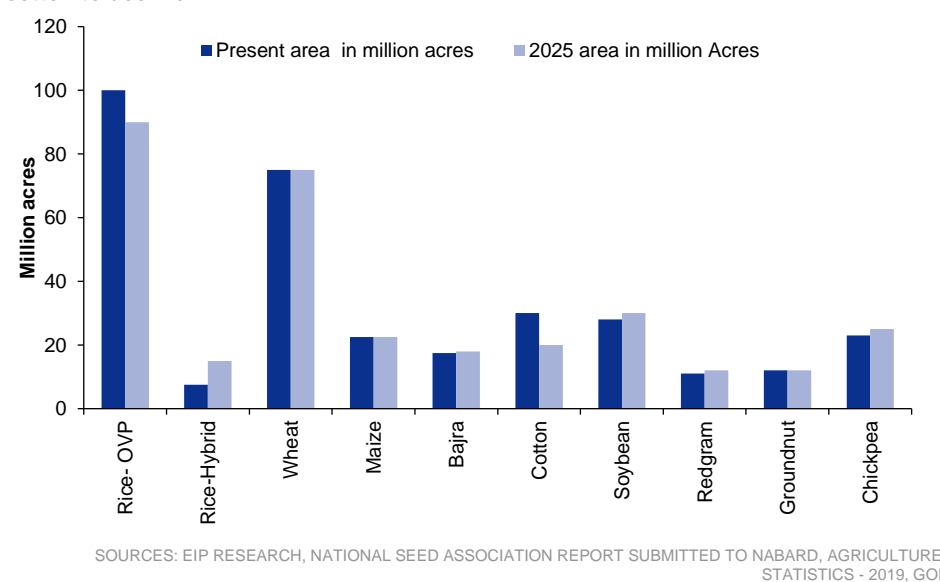 120
Present area in million acres
2025 area in million Acres
100
80
60
40
20
0
Million acres
Rice- OVP
Rice-Hybrid
Wheat
Maize
Bajra
Cotton
Soybean
Redgram
Groundnut
Chickpea
SOURCES: EIP RESEARCH, NATIONAL SEED ASSOCIATION REPORT SUBMITTED TO NABARD, AGRICULTURE
STATISTICS - 2019,